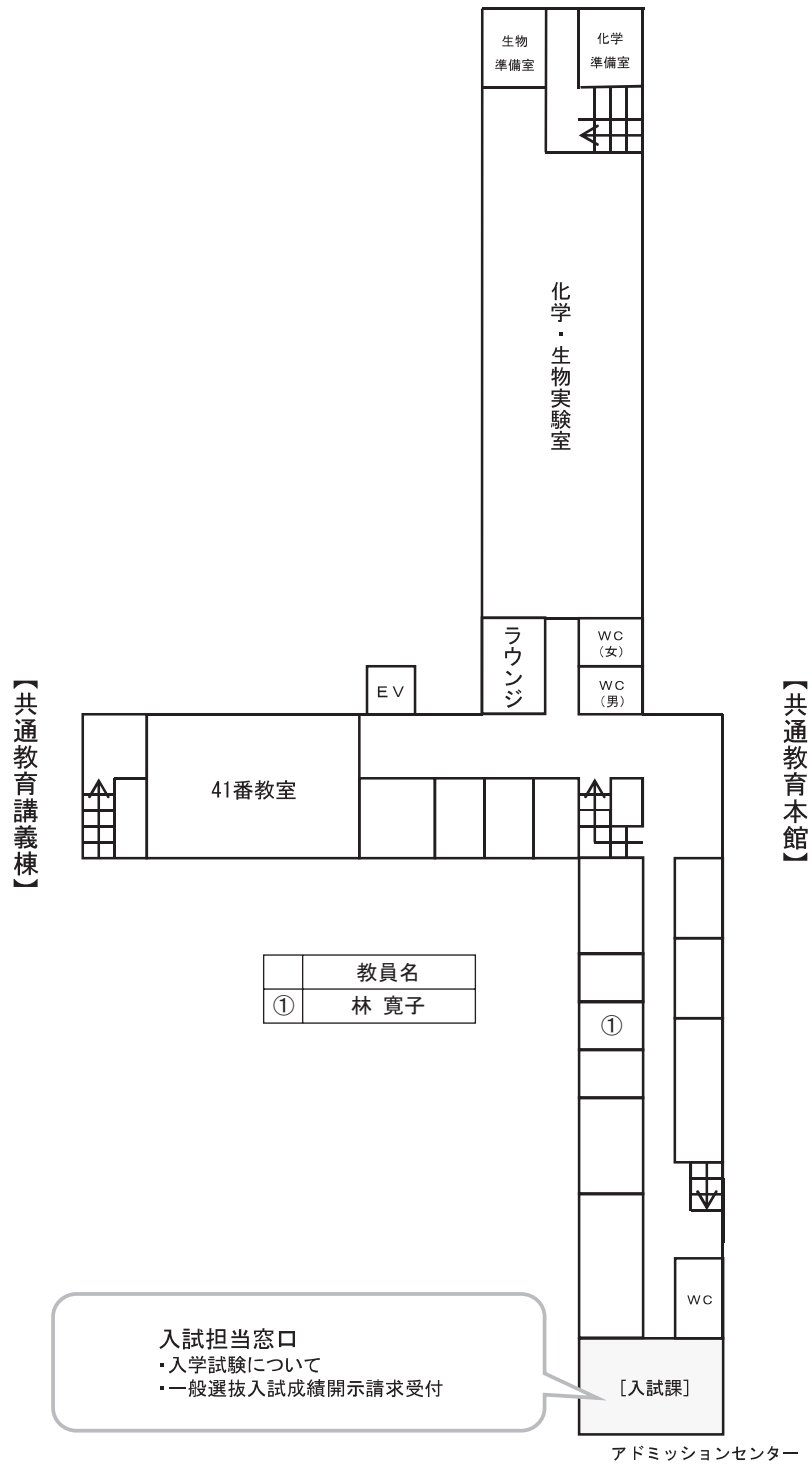 生物
準備室
化学
準備室
化学・生物実験室
ラウンジ
WC
（女）
WC
（男）
EV
【共通教育講義棟】
41番教室
【共通教育本館】
教員名
① 林 寛子
①
WC
入試担当窓口
・入学試験について
・一般選抜入試成績開示請求受付
［入試課］
アドミッションセンター